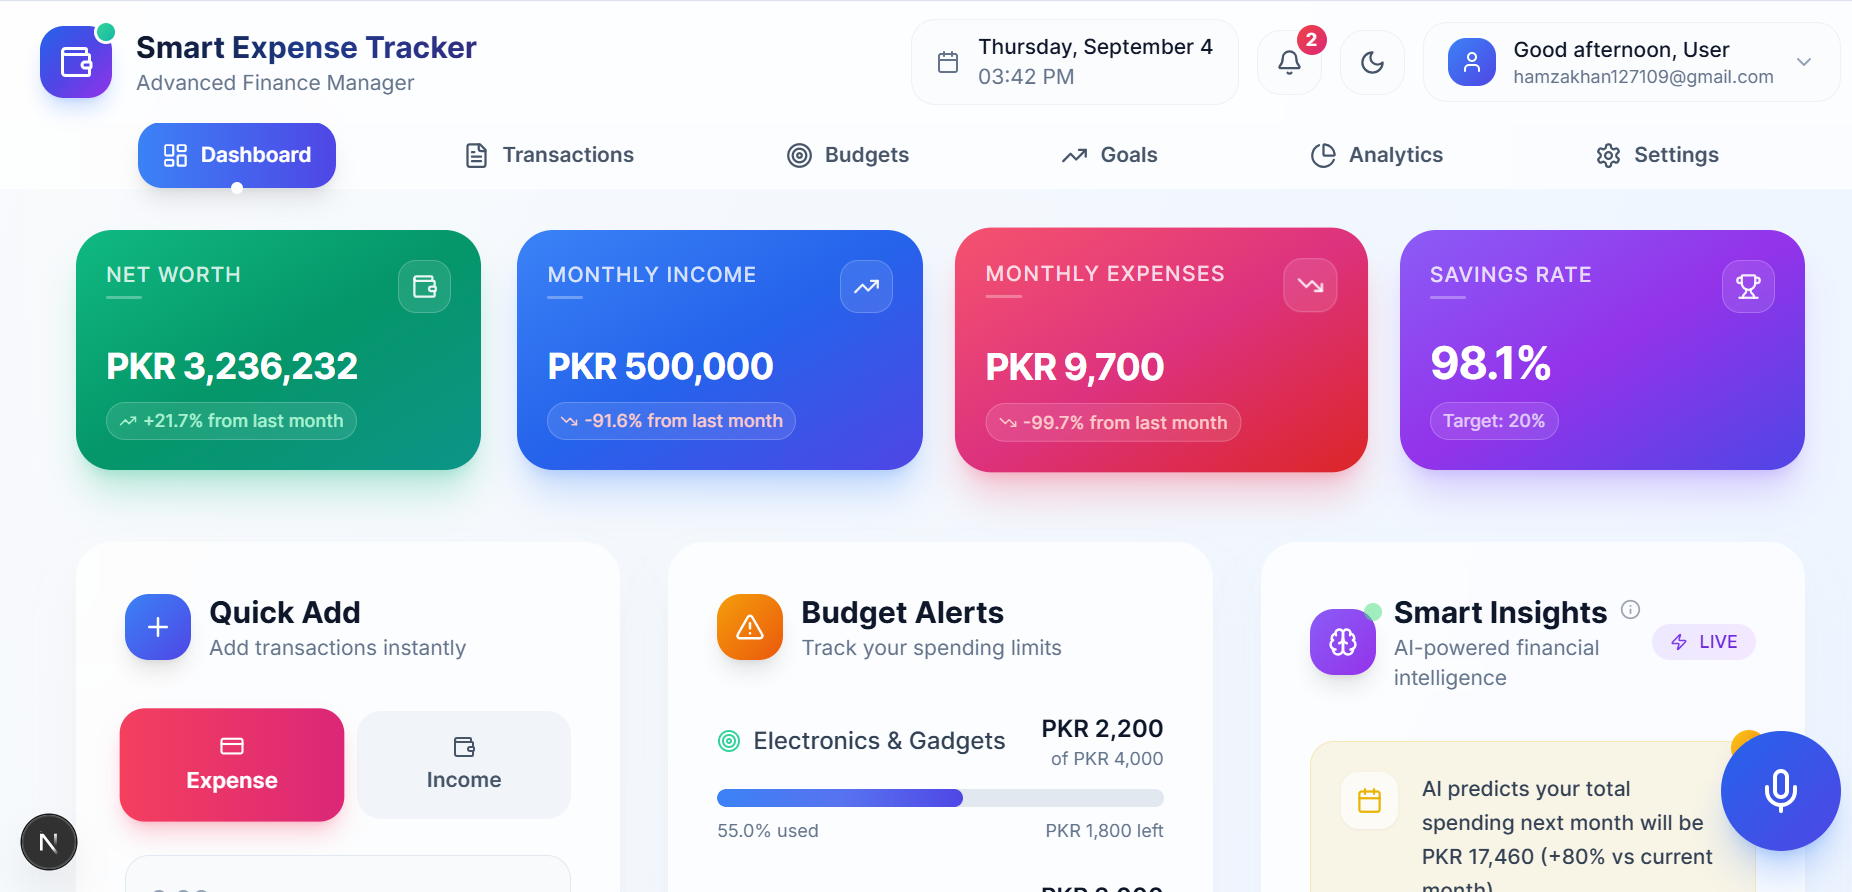 Smart Expense Tracker
Advanced Finance Manager
Thursday, September 4
03:42 PM
2
Good afternoon, User
hamzakhan127109@gmail.com
Dashboard
Transactions
Budgets
Goals
Analytics
Settings
NET WORTH
PKR 3,236,232
+21.7% from last month
MONTHLY INCOME
PKR 500,000
-91.6% from last month
MONTHLY EXPENSES
PKR 9,700
-99.7% from last month
SAVINGS RATE
98.1%
Target: 20%
Quick Add
Add transactions instantly
Expense
Income
Budget Alerts
Track your spending limits
Electronics & Gadgets
PKR 2,200
of PKR 4,000
55.0% used
PKR 1,800 left
Smart Insights
AI-powered financial
intelligence
LIVE
AI predicts your total
spending next month will be
PKR 17,460 (+80% vs current
month)
N